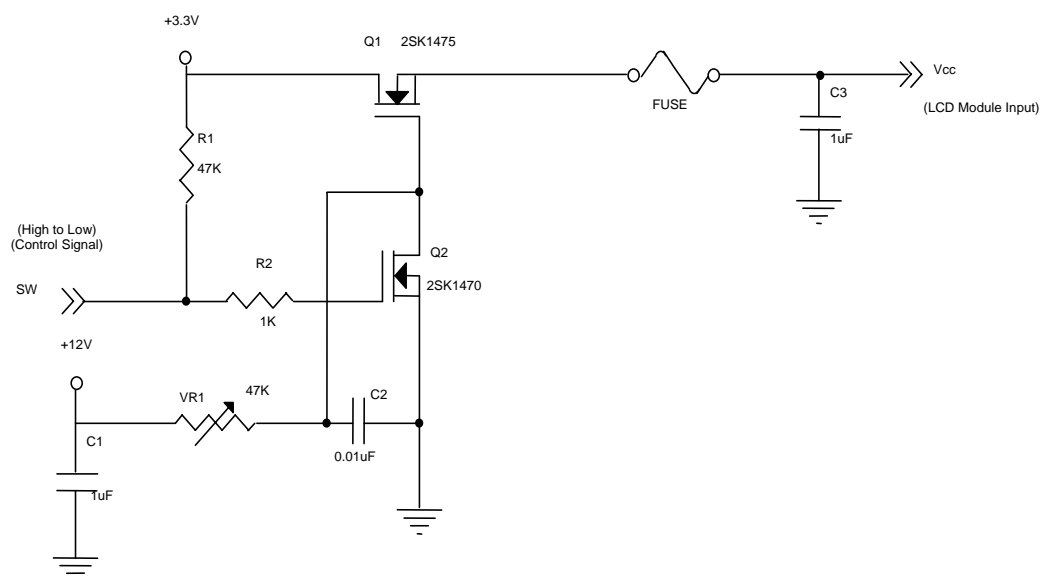 +3.3V
Q1 2SK1475
Vcc
C3
FUSE
(LCD Module Input)
R1
1uF
47K
(High to Low)
(Control Signal)
Q2
R2
SW
2SK1470
1K
+12V
47K
C2
VR1
C1
0.01uF
1uF